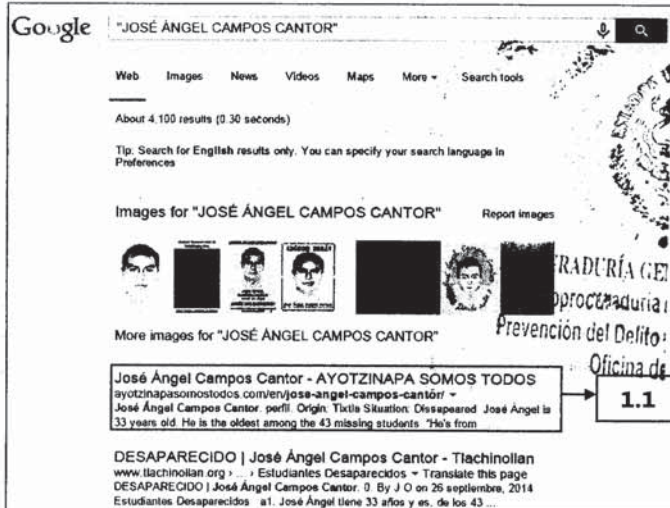 Google "JOSÉ ÁNGEL CAMPOS CANTOR"
Web Images News Videos Maps More Search tools
About 4,100 results (0.30 seconds)
Tip: Search for English results only. You can specify your search language in
Preferences
Images for "JOSÉ ÁNGEL CAMPOS CANTOR" Report images
More images for "JOSÉ ÁNGEL CAMPOS CANTOR"
RADURÍA GE
Prevención del Delito
Oficina de
José Ángel Campos Cantor - AYOTZINAPA SOMOS TODOS
ayotzinapasomostodos.com/en/jose-angel-campos-cantór/
José Ángel Campos Cantor. perfil. Origin: Tixtla Situation: Dissapeared José Ángel is
33 years old. He is the oldest among the 43 missing students "He's from
1.1
DESAPARECIDO | José Ángel Campos Cantor - Tlachinollan
www.tlachinollan.org › ... › Estudiantes Desaparecidos Translate this page
DESAPARECIDO | José Ángel Campos Cantor. 0. By J O on 26 septiembre, 2014
Estudiantes Desaparecidos a1. José Ángel tiene 33 años y es, de los 43 ...